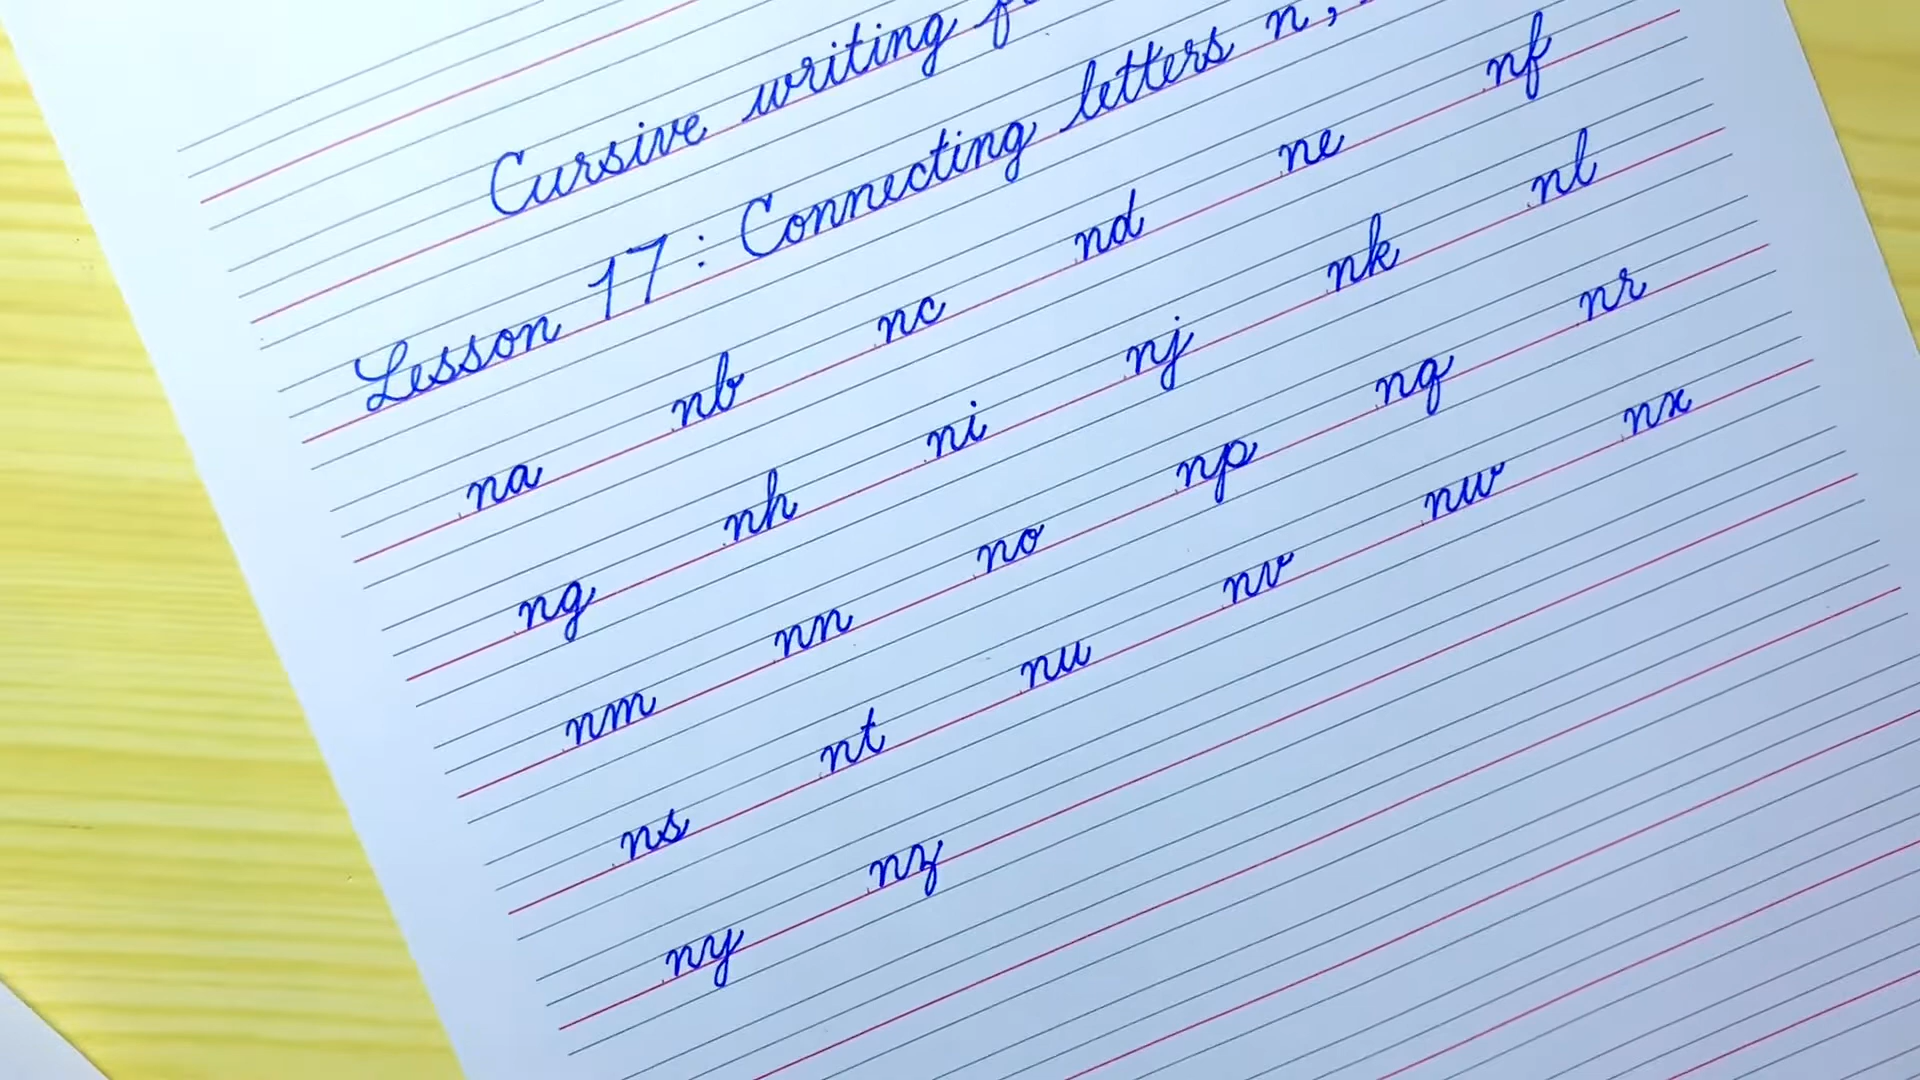 Cursive writing
Lesson 17: Connecting letters n,
na nb nc nd ne nf
ng nh ni nj nk nl
nm nn no np nq nr
ns nt nu nv nw nx
ny nz